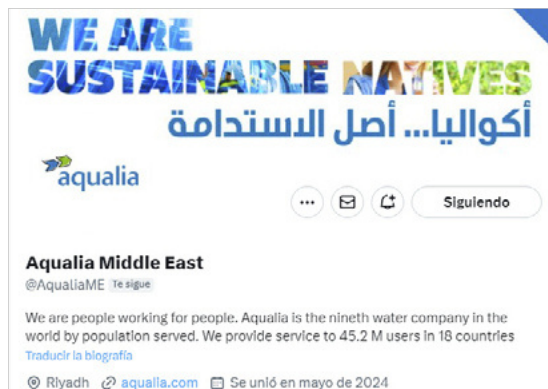 WE ARE
SUSTAINABLE NATIVES
أكواليا... أصل الاستدامة
aqualia
Siguiendo
Aqualia Middle East
@AqualiaME Te sigue
We are people working for people. Aqualia is the nineth water company in the
world by population served. We provide service to 45.2 M users in 18 countries
Traducir la biografía
Riyadh aqualia.com Se unió en mayo de 2024